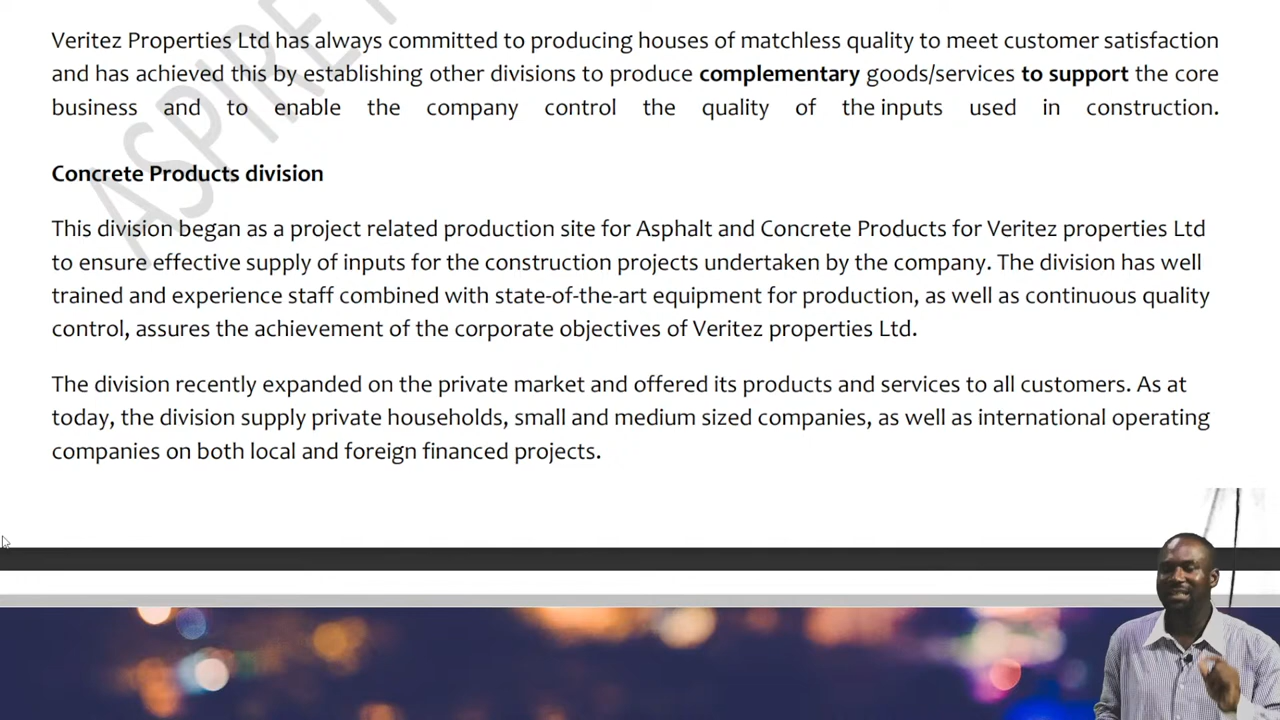 Veritez Properties Ltd has always committed to producing houses of matchless quality to meet customer satisfaction
and has achieved this by establishing other divisions to produce complementary goods/services to support the core
business and to enable the company control the quality of the inputs used in construction.
Concrete Products division
This division began as a project related production site for Asphalt and Concrete Products for Veritez properties Ltd
to ensure effective supply of inputs for the construction projects undertaken by the company. The division has well
trained and experience staff combined with state-of-the-art equipment for production, as well as continuous quality
control, assures the achievement of the corporate objectives of Veritez properties Ltd.
The division recently expanded on the private market and offered its products and services to all customers. As at
today, the division supply private households, small and medium sized companies, as well as international operating
companies on both local and foreign financed projects.